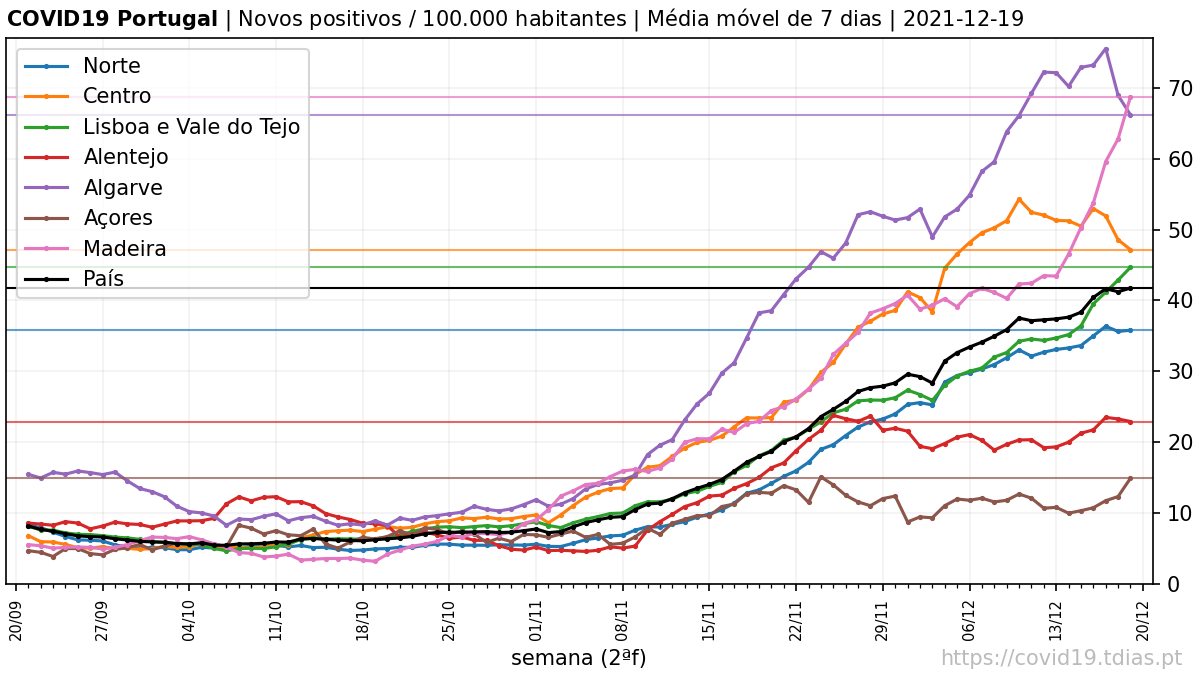 COVID19 Portugal | Novos positivos / 100.000 habitantes | Média móvel de 7 dias | 2021-12-19
Norte
Centro
Lisboa e Vale do Tejo
Alentejo
Algarve
Açores
Madeira
País
70
60
50
40
30
20
10
0
20/09 27/09 04/10 11/10 18/10 25/10 01/11 08/11 15/11 22/11 29/11 06/12 13/12 20/12
semana (2ªf)
https://covid19.tdias.pt